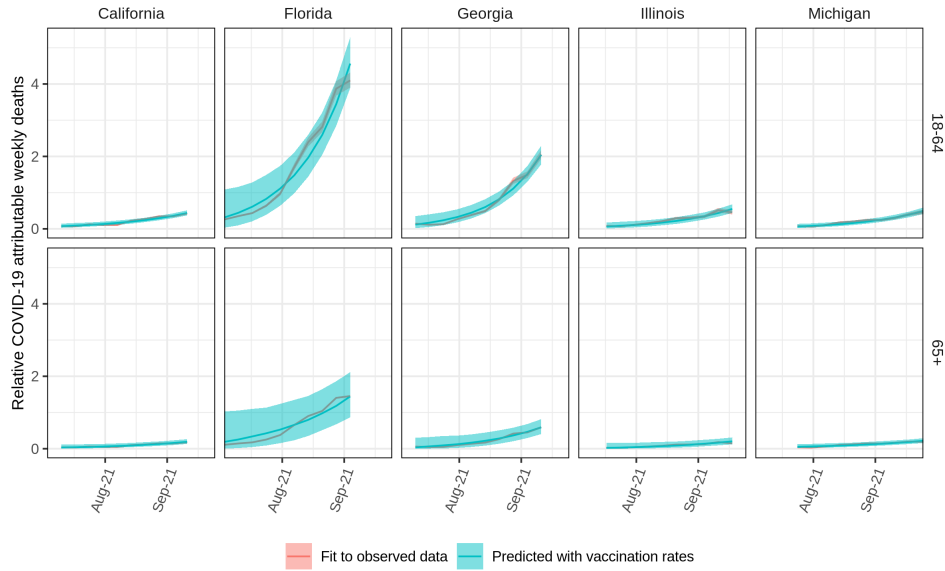 California Florida Georgia Illinois Michigan
Relative COVID-19 attributable weekly deaths
4
2
0
18-64
4
2
0
65+
Aug-21 Sep-21 Aug-21 Sep-21 Aug-21 Sep-21 Aug-21 Sep-21 Aug-21 Sep-21
Fit to observed data Predicted with vaccination rates